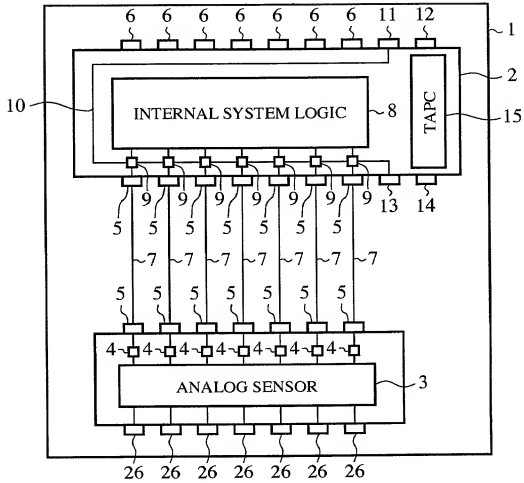 6 6 6 6 6 6 6 11 12
1
2
10
INTERNAL SYSTEM LOGIC
8
TAPC
15
9 9 9 9 9 9 9 13 14
5 5 5 5 5 5 5
7 7 7 7 7 7 7
5 5 5 5 5 5 5
4 4 4 4 4 4 4
ANALOG SENSOR
3
26 26 26 26 26 26 26